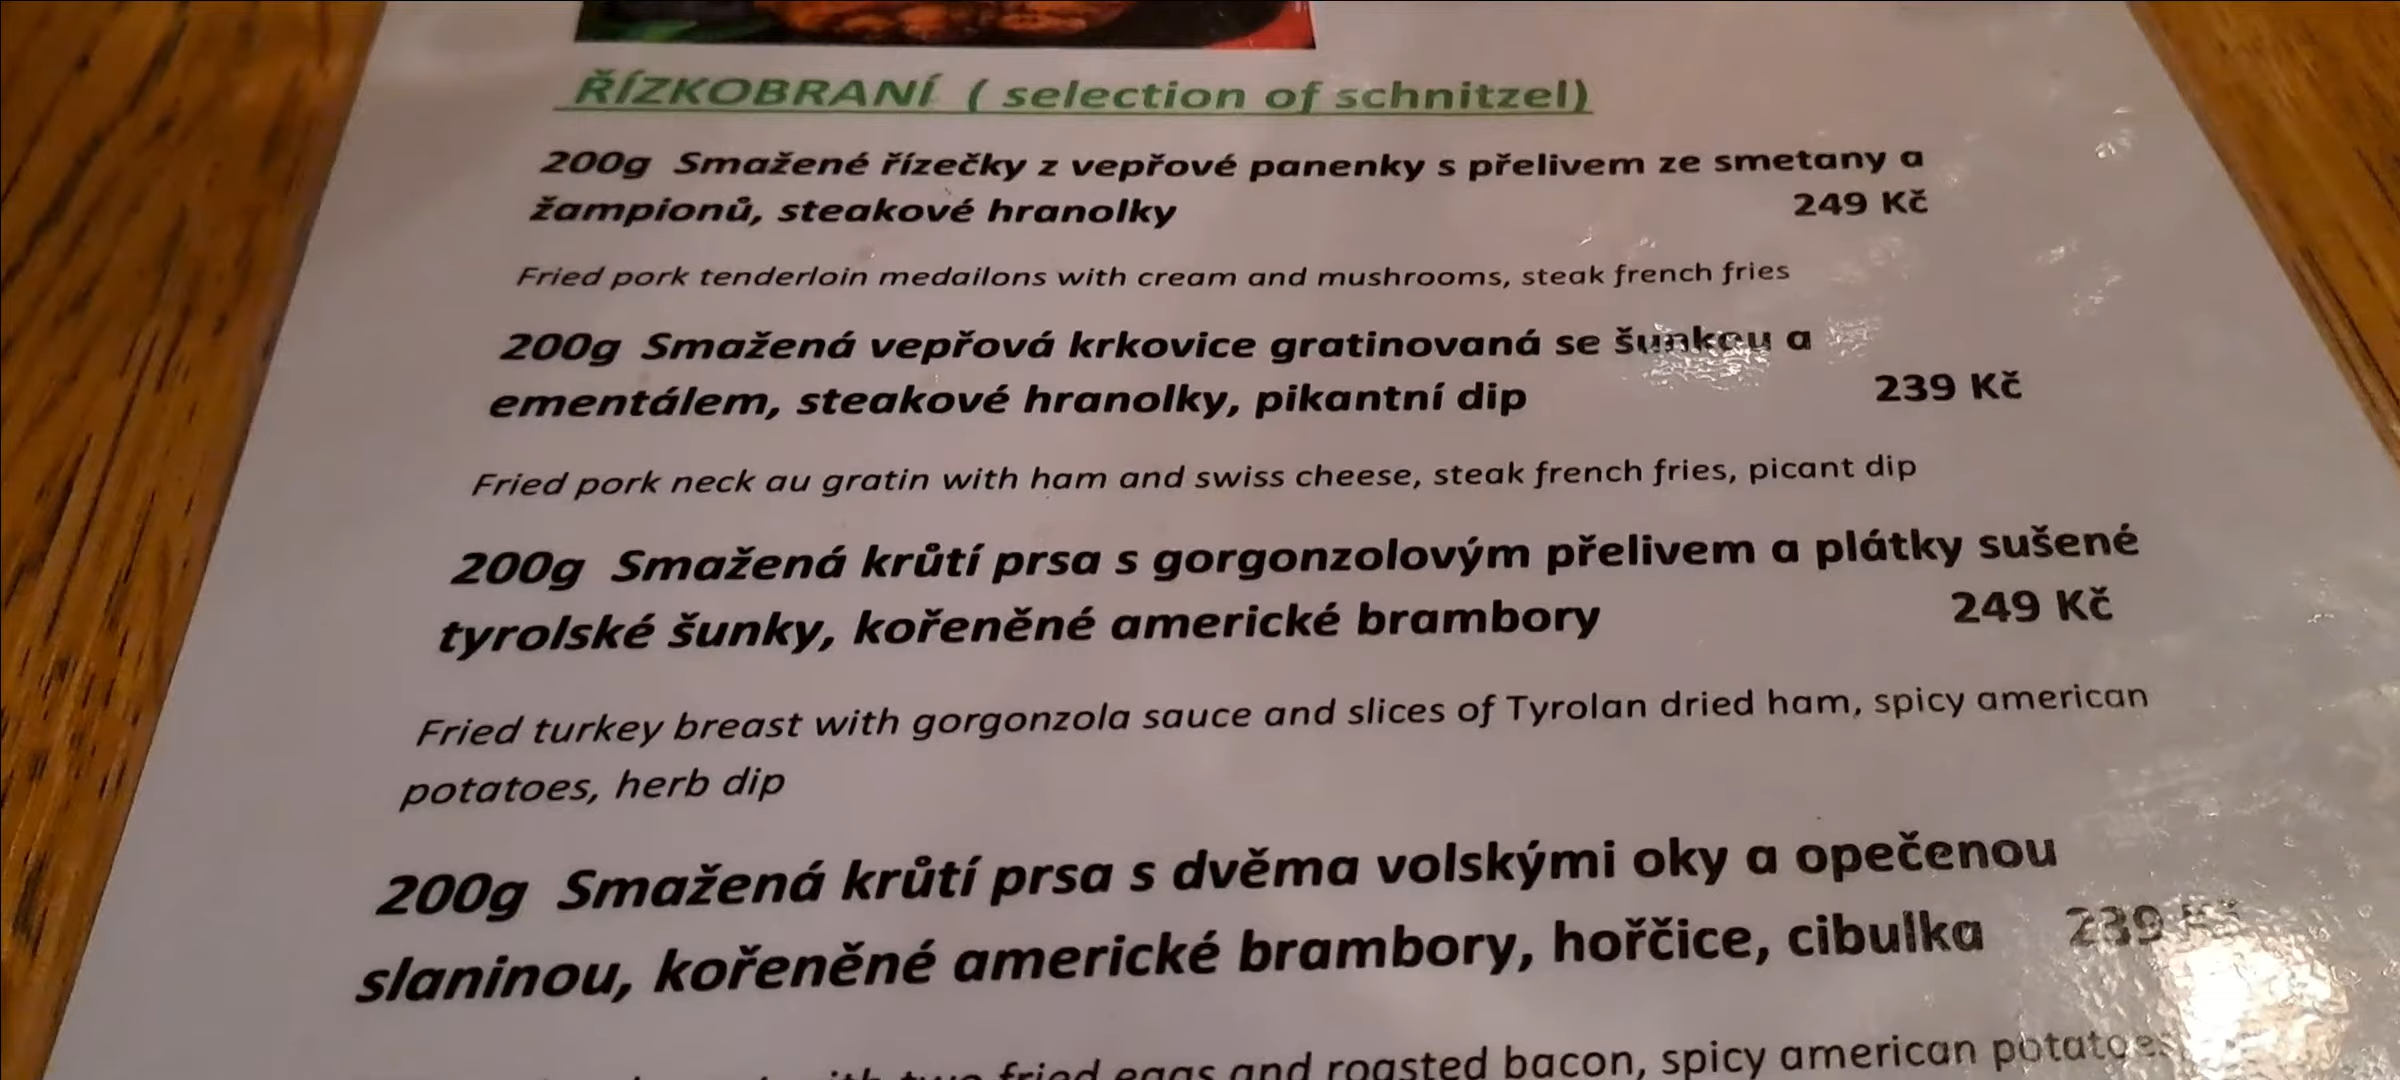 ŘÍZKOBRANÍ ( selection of schnitzel)
200g Smažené řízečky z vepřové panenky s přelivem ze smetany a
žampionů, steakové hranolky 249 Kč
Fried pork tenderloin medailons with cream and mushrooms, steak french fries
200g Smažená vepřová krkovice gratinovaná se šunkou a
ementálem, steakové hranolky, pikantní dip 239 Kč
Fried pork neck au gratin with ham and swiss cheese, steak french fries, picant dip
200g Smažená krůtí prsa s gorgonzolovým přelivem a plátky sušené
tyrolské šunky, kořeněné americké brambory 249 Kč
Fried turkey breast with gorgonzola sauce and slices of Tyrolan dried ham, spicy american
potatoes, herb dip
200g Smažená krůtí prsa s dvěma volskými oky a opečenou
slaninou, kořeněné americké brambory, hořčice, cibulka 239 Kč
with two fried eggs and roasted bacon, spicy american potatoes